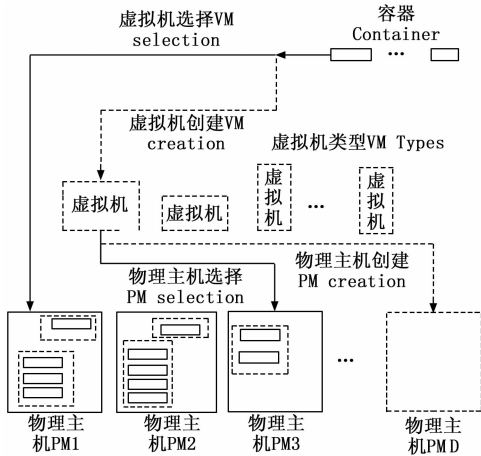 虚拟机选择VM
selection
容器
Container
...
虚拟机创建VM
creation
虚拟机类型VM Types
虚拟机
虚拟机
虚拟机
...
虚拟机
物理主机选择
PM selection
物理主机创建
PM creation
...
物理主
机PM1
物理主
机PM2
物理主
机PM3
物理主
机PM D